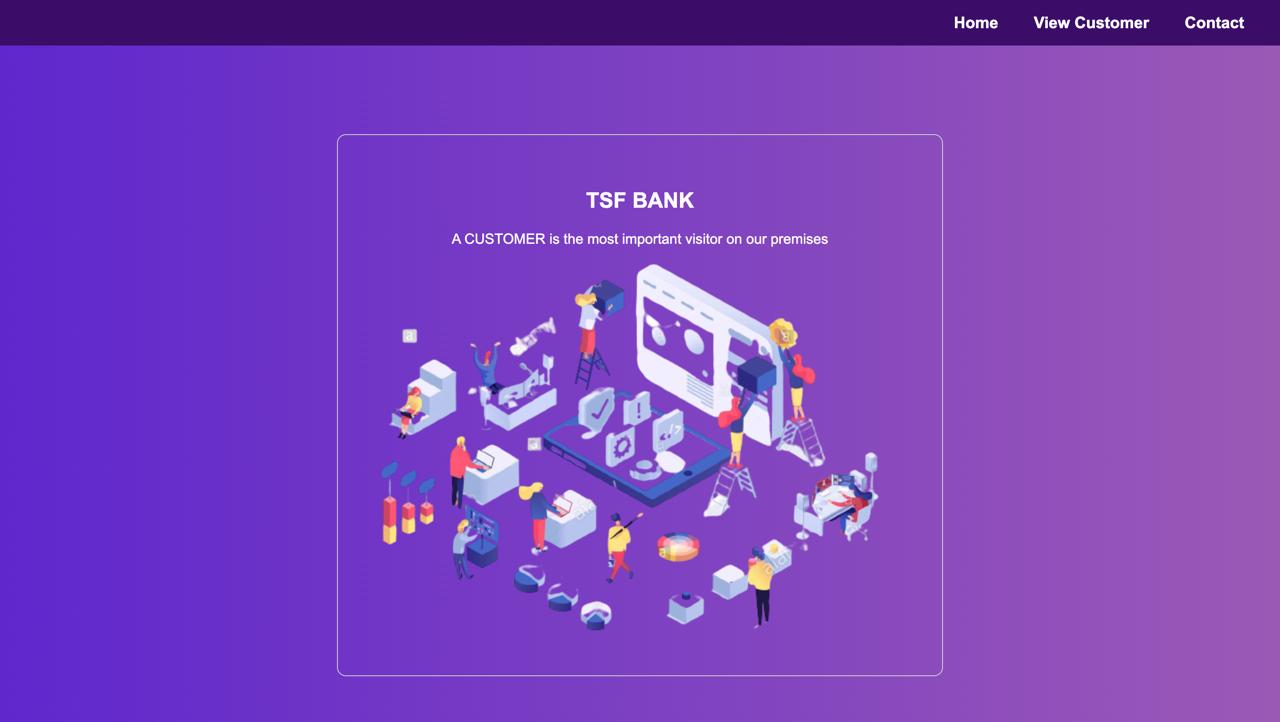 Home View Customer Contact
TSF BANK
A CUSTOMER is the most important visitor on our premises
a
a